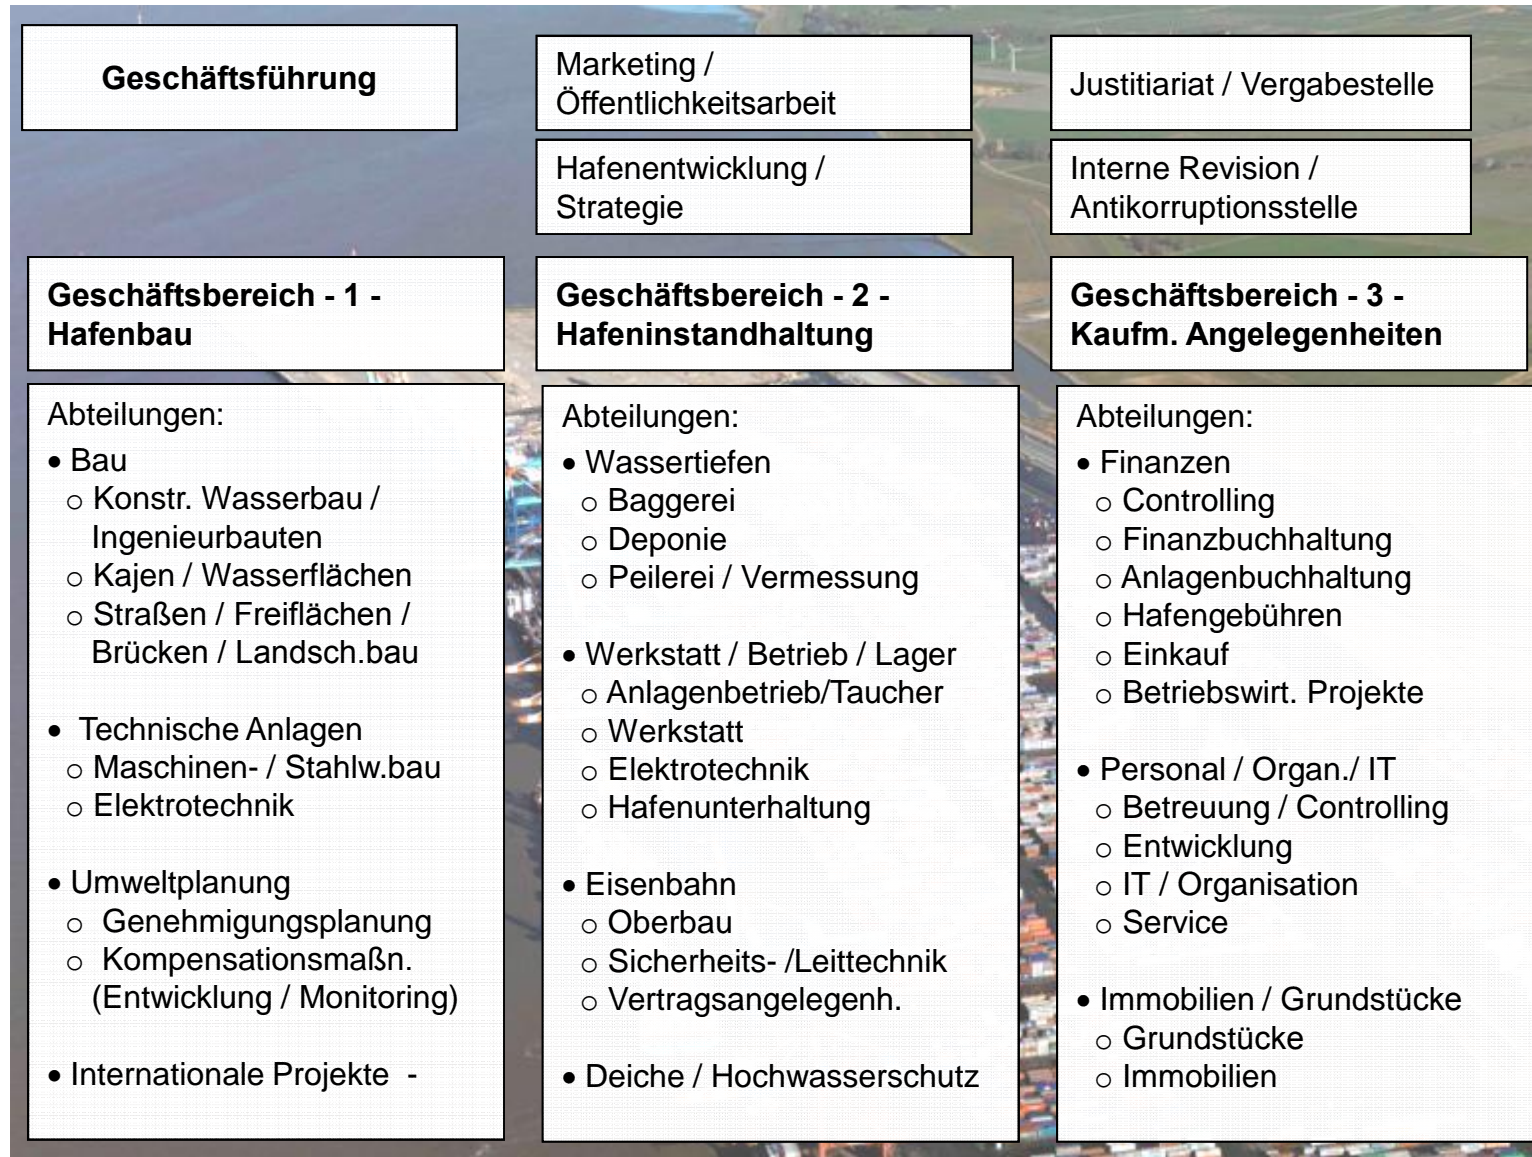 Geschäftsführung
Marketing /
Öffentlichkeitsarbeit
Justitiariat / Vergabestelle
Hafenentwicklung /
Strategie
Interne Revision /
Antikorruptionsstelle
Geschäftsbereich - 1 -
Hafenbau
Geschäftsbereich - 2 -
Hafeninstandhaltung
Geschäftsbereich - 3 -
Kaufm. Angelegenheiten
Abteilungen:
• Bau
o Konstr. Wasserbau /
Ingenieurbauten
o Kajen / Wasserflächen
o Straßen / Freiflächen /
Brücken / Landsch.bau
• Technische Anlagen
o Maschinen- / Stahlw.bau
o Elektrotechnik
• Umweltplanung
o Genehmigungsplanung
o Kompensationsmaßn.
(Entwicklung / Monitoring)
• Internationale Projekte -
Abteilungen:
• Wassertiefen
o Baggerei
o Deponie
o Peilerei / Vermessung
• Werkstatt / Betrieb / Lager
o Anlagenbetrieb/Taucher
o Werkstatt
o Elektrotechnik
o Hafenunterhaltung
• Eisenbahn
o Oberbau
o Sicherheits- /Leittechnik
o Vertragsangelegenh.
• Deiche / Hochwasserschutz
Abteilungen:
• Finanzen
o Controlling
o Finanzbuchhaltung
o Anlagenbuchhaltung
o Hafengebühren
o Einkauf
o Betriebswirt. Projekte
• Personal / Organ./ IT
o Betreuung / Controlling
o Entwicklung
o IT / Organisation
o Service
• Immobilien / Grundstücke
o Grundstücke
o Immobilien